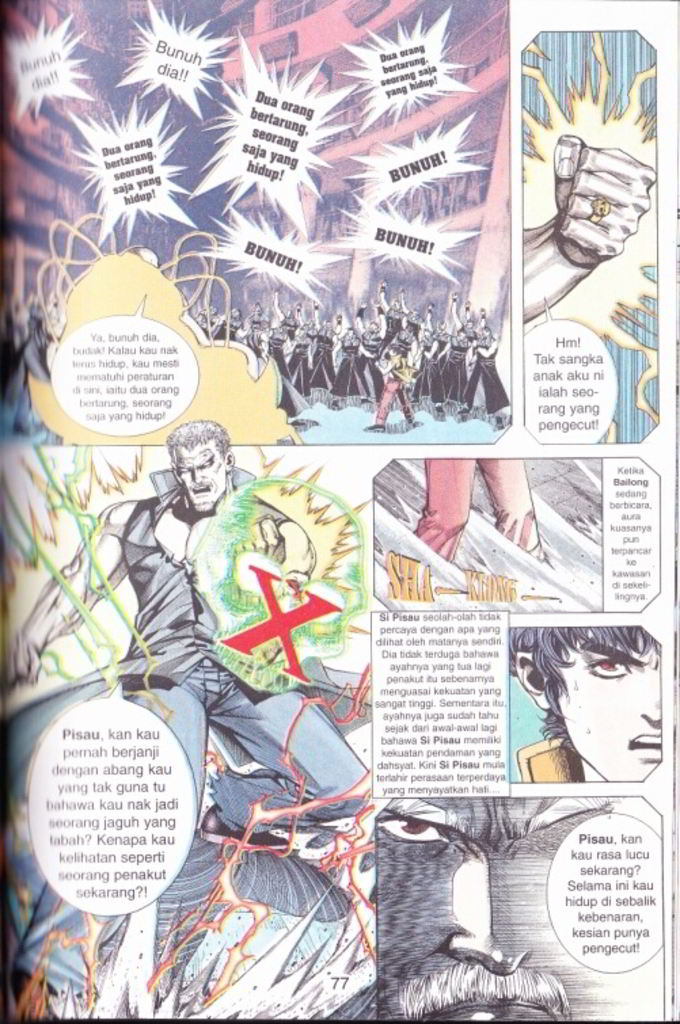 Bunuh
dia!!
Bunuh
dia!!
Dua orang
bertarung,
seorang saja
yang hidup!
Dua orang
bertarung,
seorang
saja yang
hidup!
Dua orang
bertarung,
seorang
saja yang
hidup!
BUNUH!
BUNUH!
BUNUH!
Ya, bunuh dia,
budak! Kalau kau nak
terus hidup, kau mesti
mematuhi peraturan
di sini, iaitu dua orang
bertarung, seorang
saja yang hidup!
Hm!
Tak sangka
anak aku ni
ialah seo-
rang yang
pengecut!
Ketika
Bailong
sedang
berbicara,
aura
kuasanya
pun
terpancar
ke
kawasan
di sekeli-
lingnya.
Si Pisau seolah-olah tidak
percaya dengan apa yang
dilihat oleh matanya sendiri.
Dia tidak terduga bahawa
ayahnya yang tua lagi
penakut itu sebenarnya
menguasai kekuatan yang
sangat tinggi. Sementara itu,
ayahnya juga sudah tahu
sejak dari awal-awal lagi
bahawa Si Pisau memiliki
kekuatan pendaman yang
dahsyat. Kini Si Pisau mula
terlahir perasaan terperdaya
yang menyayatkan hati....
Pisau, kan kau
pernah berjanji
dengan abang kau
yang tak guna tu
bahawa kau nak jadi
seorang jaguh yang
tabah? Kenapa kau
kelihatan seperti
seorang penakut
sekarang?!
Pisau, kan
kau rasa lucu
sekarang?
Selama ini kau
hidup di sebalik
kebenaran,
kesian punya
pengecut!
77